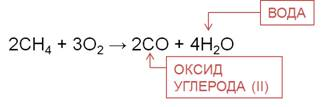 ВОДА
2CH₄ + 3O₂ → 2CO + 4H₂O
ОКСИД
УГЛЕРОДА (II)